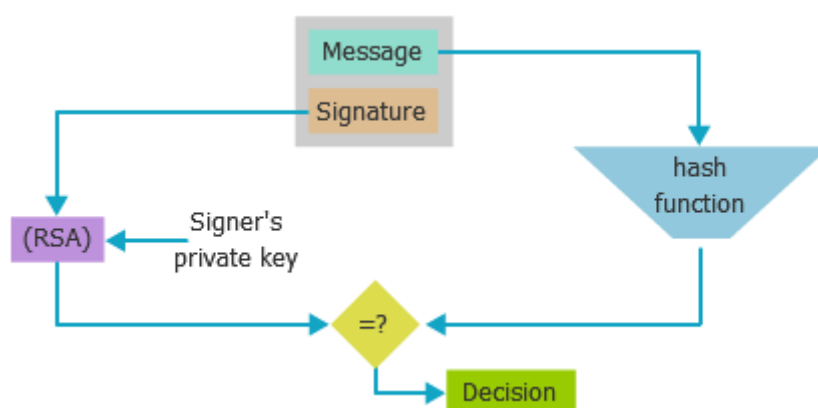 Message
Signature
hash
function
(RSA)
Signer's
private key
=?
Decision